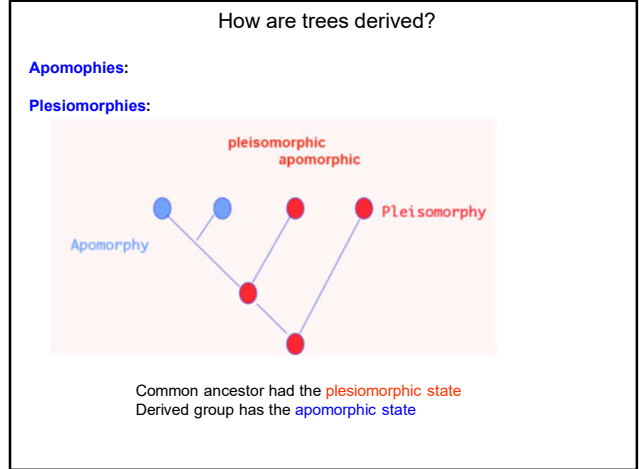 How are trees derived?
Apomophies:
Plesiomorphies:
pleisomorphic
apomorphic
Pleisomorphy
Apomorphy
Common ancestor had the plesiomorphic state
Derived group has the apomorphic state